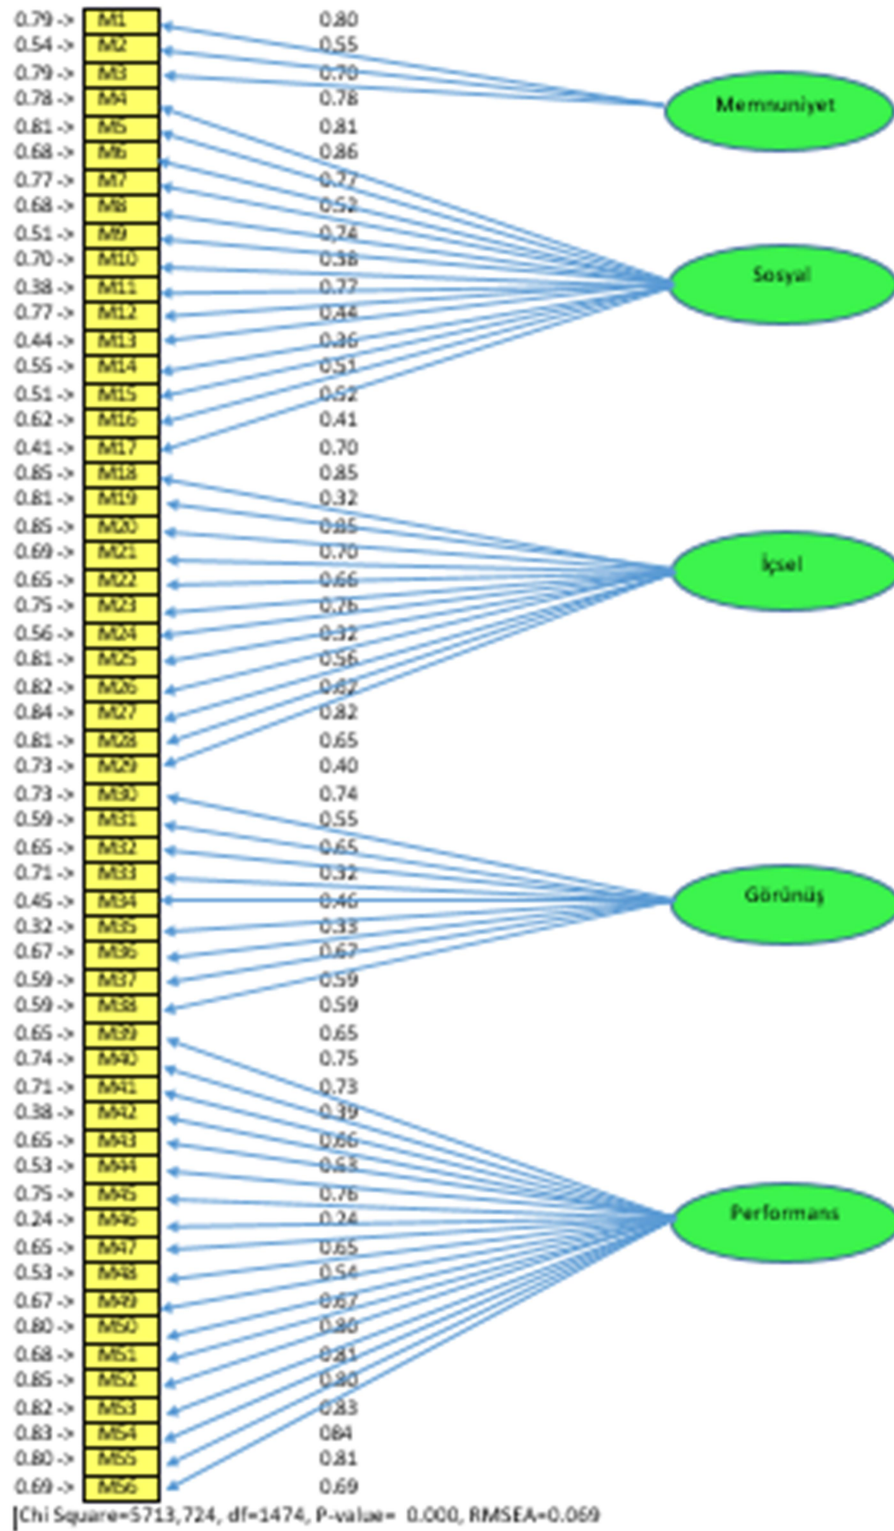 0.79 -> M1 0.80
0.54 -> M2 0.55
0.79 -> M3 0.70
0.78 -> M4 0.78
Memnuniyet
0.81 -> M5 0.81
0.68 -> M6 0.86
0.77 -> M7 0.77
0.68 -> M8 0.52
0.51 -> M9 0,74
0.70 -> M10 0.38
Sosyal
0.38 -> M11 0.77
0.77 -> M12 0.44
0.44 -> M13 0.36
0.55 -> M14 0.51
0.51 -> M15 0.52
0.62 -> M16 0.41
0.41 -> M17 0.70
0.85 -> M18 0.85
0.81 -> M19 0.32
0.85 -> M20 0.85
0.69 -> M21 0.70
İçsel
0.65 -> M22 0.66
0.75 -> M23 0.76
0.56 -> M24 0.32
0.81 -> M25 0.56
0.82 -> M26 0.67
0.84 -> M27 0.82
0.81 -> M28 0.65
0.73 -> M29 0.40
0.73 -> M30 0.74
0.59 -> M31 0.55
0.65 -> M32 0.65
0.71 -> M33 0.32
Görünüş
0.45 -> M34 0.46
0.32 -> M35 0.33
0.67 -> M36 0.67
0.59 -> M37 0.59
0.59 -> M38 0.59
0.65 -> M39 0.65
0.74 -> M40 0.75
0.71 -> M41 0.73
0.38 -> M42 0.39
0.65 -> M43 0.66
0.53 -> M44 0.53
0.75 -> M45 0.76
Performans
0.24 -> M46 0.24
0.65 -> M47 0.65
0.53 -> M48 0.54
0.67 -> M49 0.67
0.80 -> M50 0.80
0.68 -> M51 0.81
0.85 -> M52 0.80
0.82 -> M53 0.83
0.83 -> M54 084
0.80 -> M55 0.81
0.69 -> M56 0.69
Chi Square=5713,724, df=1474, P-value= 0.000, RMSEA=0.069